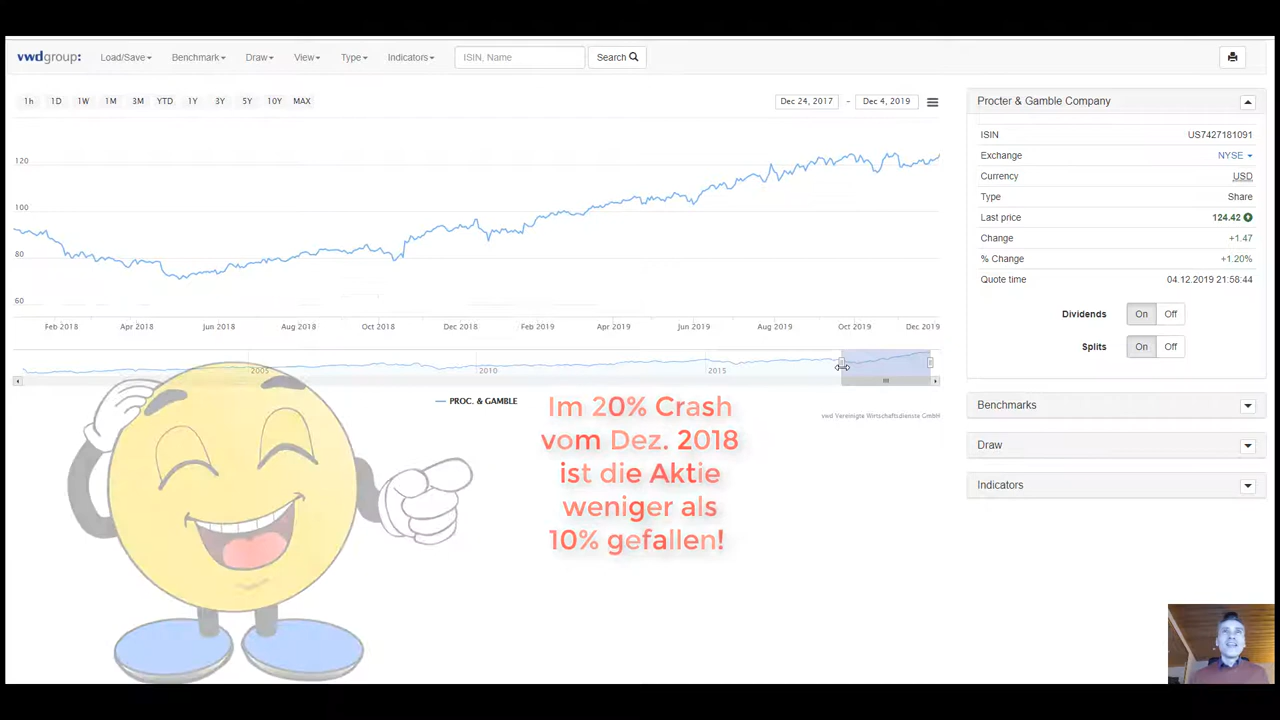 vwdgroup: Load/Save Benchmark Draw View Type Indicators ISIN, Name Search
1h 1D 1W 1M 3M YTD 1Y 3Y 5Y 10Y MAX Dec 24, 2017 - Dec 4, 2019
120
100
80
60
Feb 2018 Apr 2018 Jun 2018 Aug 2018 Oct 2018 Dec 2018 Feb 2019 Apr 2019 Jun 2019 Aug 2019 Oct 2019 Dec 2019
2005 2010 2015
PROC. & GAMBLE
vwd Vereinigte Wirtschaftsdienste GmbH
Im 20% Crash
vom Dez. 2018
ist die Aktie
weniger als
10% gefallen!
Procter & Gamble Company
ISIN US7427181091
Exchange NYSE
Currency USD
Type Share
Last price 124.42
Change +1.47
% Change +1.20%
Quote time 04.12.2019 21:58:44
Dividends On Off
Splits On Off
Benchmarks
Draw
Indicators